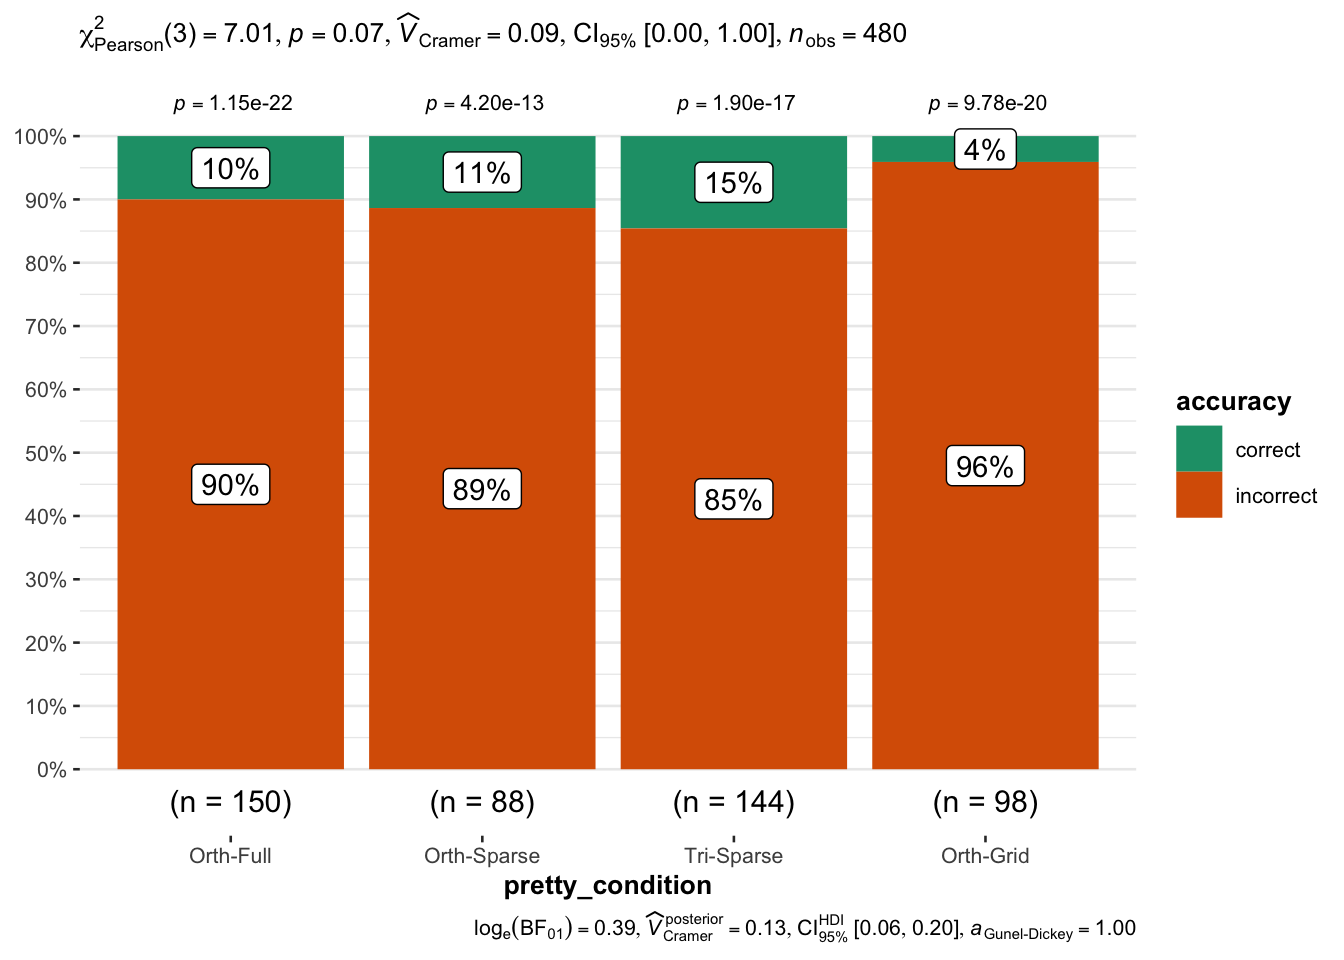 χ²Pearson(3) = 7.01, p = 0.07, V̂Cramer = 0.09, CI95% [0.00, 1.00], nobs = 480
p = 1.15e-22 p = 4.20e-13 p = 1.90e-17 p = 9.78e-20
100%
10% 11% 15% 4%
90%
80%
70%
60%
50%
40%
30%
20%
10%
0%
90% 89% 85% 96%
accuracy
correct
incorrect
(n = 150) (n = 88) (n = 144) (n = 98)
Orth-Full Orth-Sparse Tri-Sparse Orth-Grid
pretty_condition
loge(BF01) = 0.39, V̂posterior Cramer = 0.13, CIHDI 95% [0.06, 0.20], aGunel-Dickey = 1.00